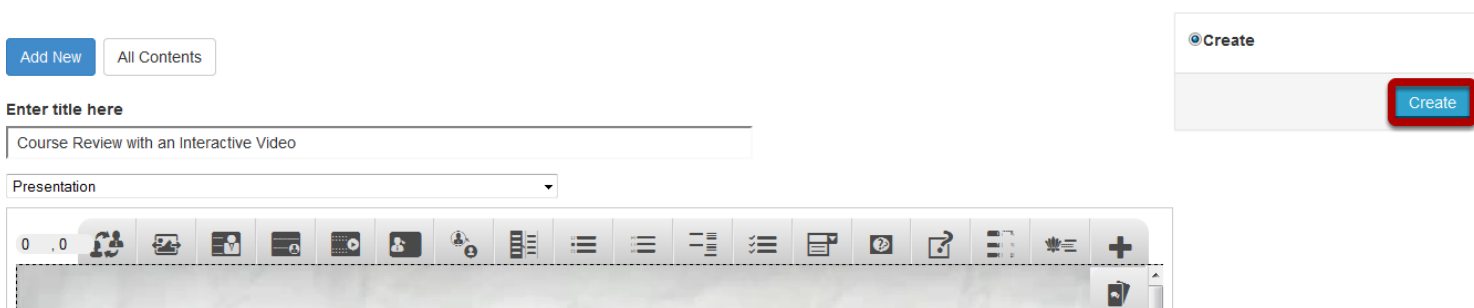 Add New
All Contents
Enter title here
Course Review with an Interactive Video
Presentation
0 , 0
Create
Create